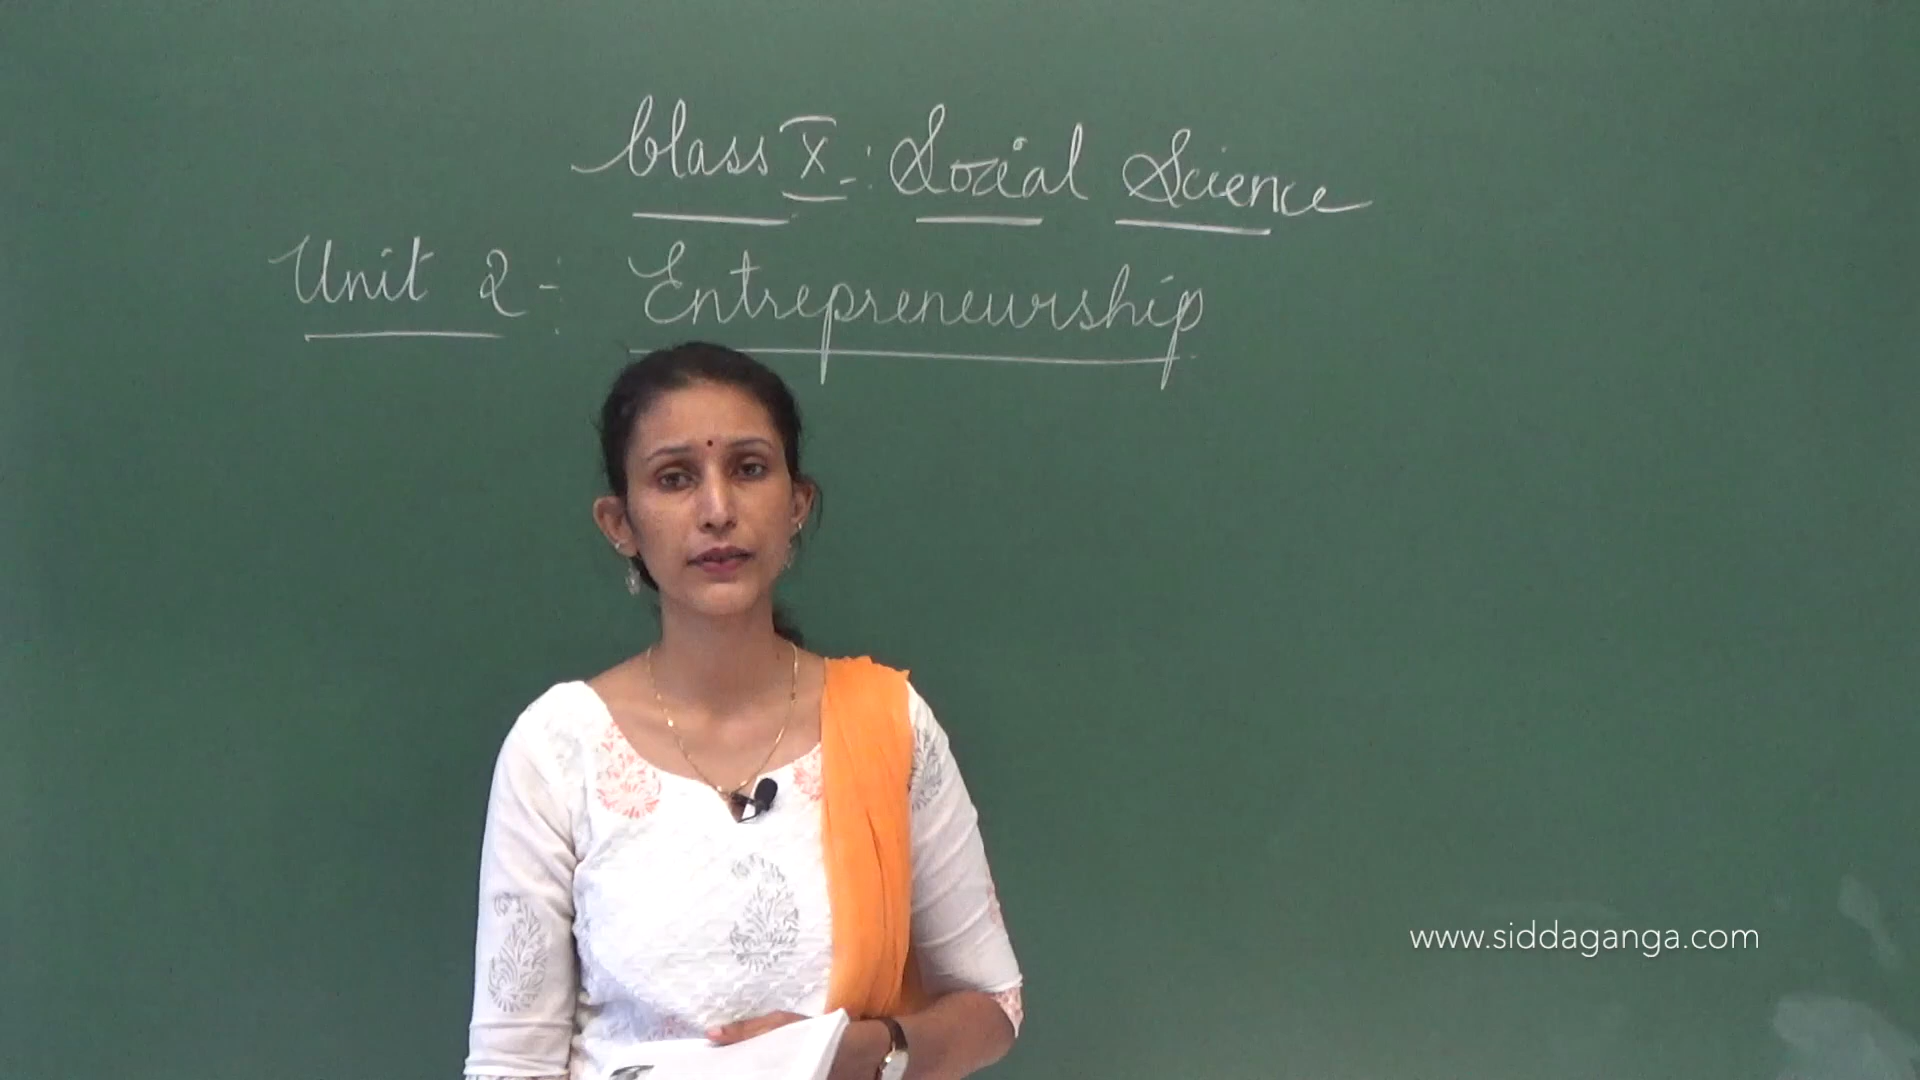 Class X : Social Science
Unit 2 : Entrepreneurship
www.siddaganga.com